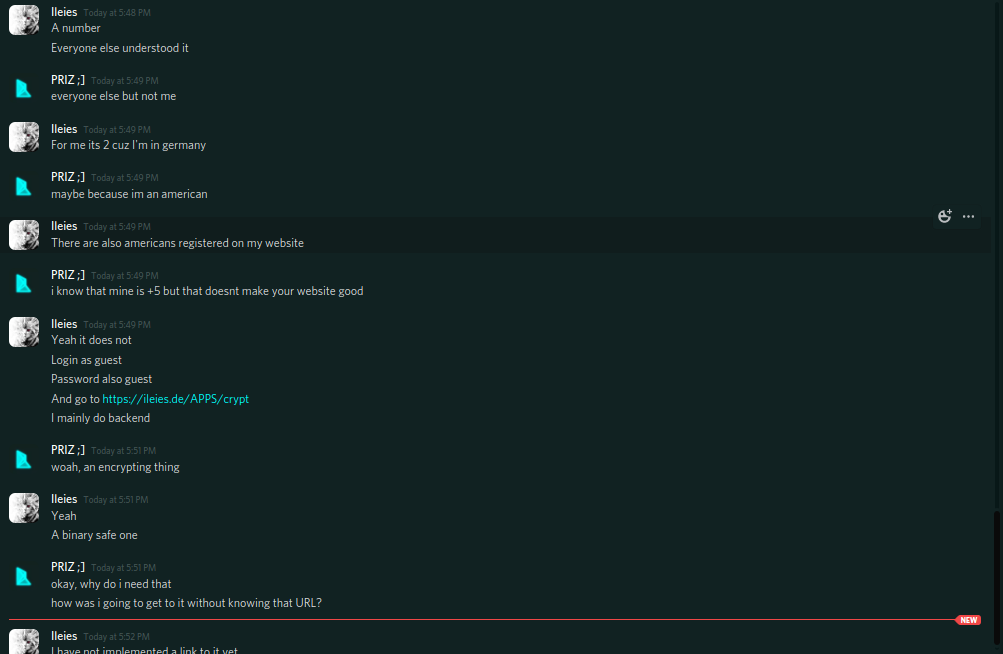 Ileies Today at 5:48 PM
A number
Everyone else understood it
PRIZ ;] Today at 5:49 PM
everyone else but not me
Ileies Today at 5:49 PM
For me its 2 cuz I'm in germany
PRIZ ;] Today at 5:49 PM
maybe because im an american
Ileies Today at 5:49 PM
There are also americans registered on my website
PRIZ ;] Today at 5:49 PM
i know that mine is +5 but that doesnt make your website good
Ileies Today at 5:49 PM
Yeah it does not
Login as guest
Password also guest
And go to https://ileies.de/APPS/crypt
I mainly do backend
PRIZ ;] Today at 5:51 PM
woah, an encrypting thing
Ileies Today at 5:51 PM
Yeah
A binary safe one
PRIZ ;] Today at 5:51 PM
okay, why do i need that
how was i going to get to it without knowing that URL?
NEW
Ileies Today at 5:52 PM
I have not implemented a link to it yet